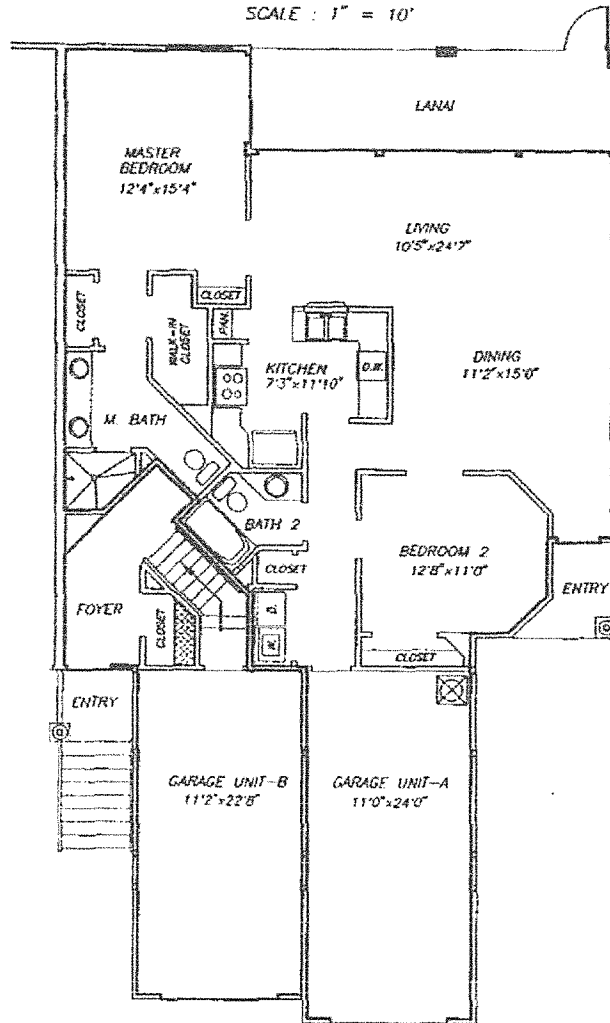 SCALE : 1" = 10'
LANAI
MASTER
BEDROOM
12'4"x15'4"
LIVING
10'5"x24'7"
CLOSET
CLOSET
WALK-IN
CLOSET
PAN.
KITCHEN
7'3"x11'10"
D.W.
DINING
11'2"x15'0"
M. BATH
BATH 2
BEDROOM 2
12'8"x11'0"
CLOSET
ENTRY
FOYER
CLOSET
D.
W.
CLOSET
ENTRY
GARAGE UNIT-B
11'2"x22'8"
GARAGE UNIT-A
11'0"x24'0"